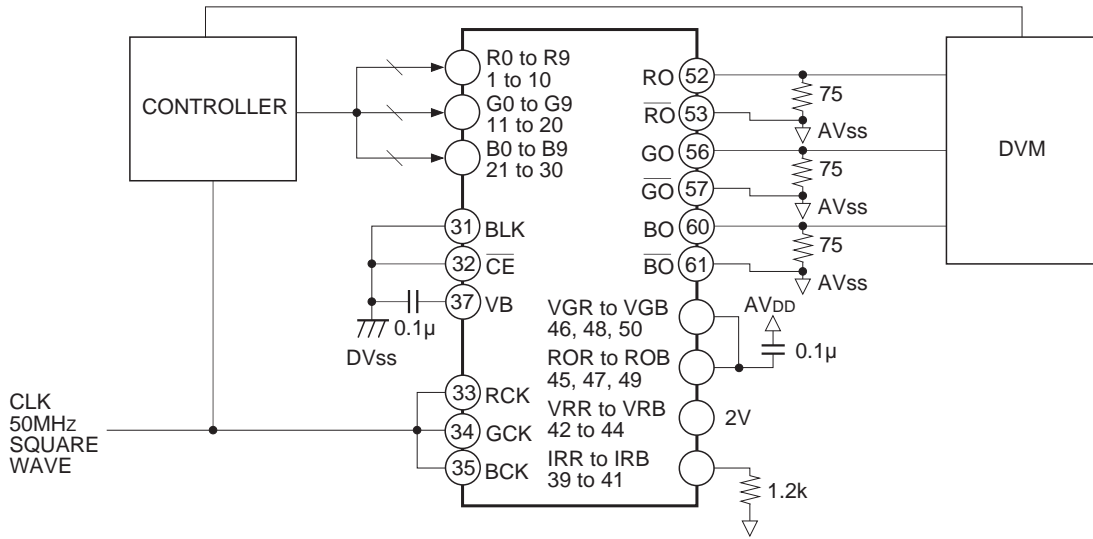 CONTROLLER
R0 to R9
1 to 10
G0 to G9
11 to 20
B0 to B9
21 to 30
31 BLK
32 CE
37 VB
0.1µ
DVss
33 RCK
34 GCK
35 BCK
CLK
50MHz
SQUARE
WAVE
RO 52
RO 53
GO 56
GO 57
BO 60
BO 61
75
AVss
75
AVss
75
AVss
DVM
VGR to VGB
46, 48, 50
AVDD
0.1µ
ROR to ROB
45, 47, 49
VRR to VRB
42 to 44
2V
IRR to IRB
39 to 41
1.2k